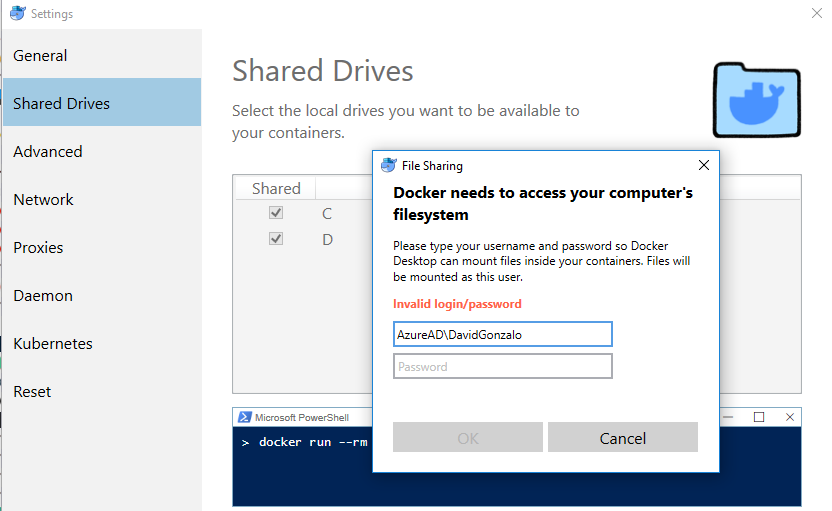 Settings
General
Shared Drives
Advanced
Network
Proxies
Daemon
Kubernetes
Reset
Shared Drives
Select the local drives you want to be available to
your containers.
Shared
C
D
File Sharing
Docker needs to access your computer's
filesystem
Please type your username and password so Docker
Desktop can mount files inside your containers. Files will
be mounted as this user.
Invalid login/password
AzureAD\DavidGonzalo
Password
OK
Cancel
Microsoft PowerShell
> docker run --rm